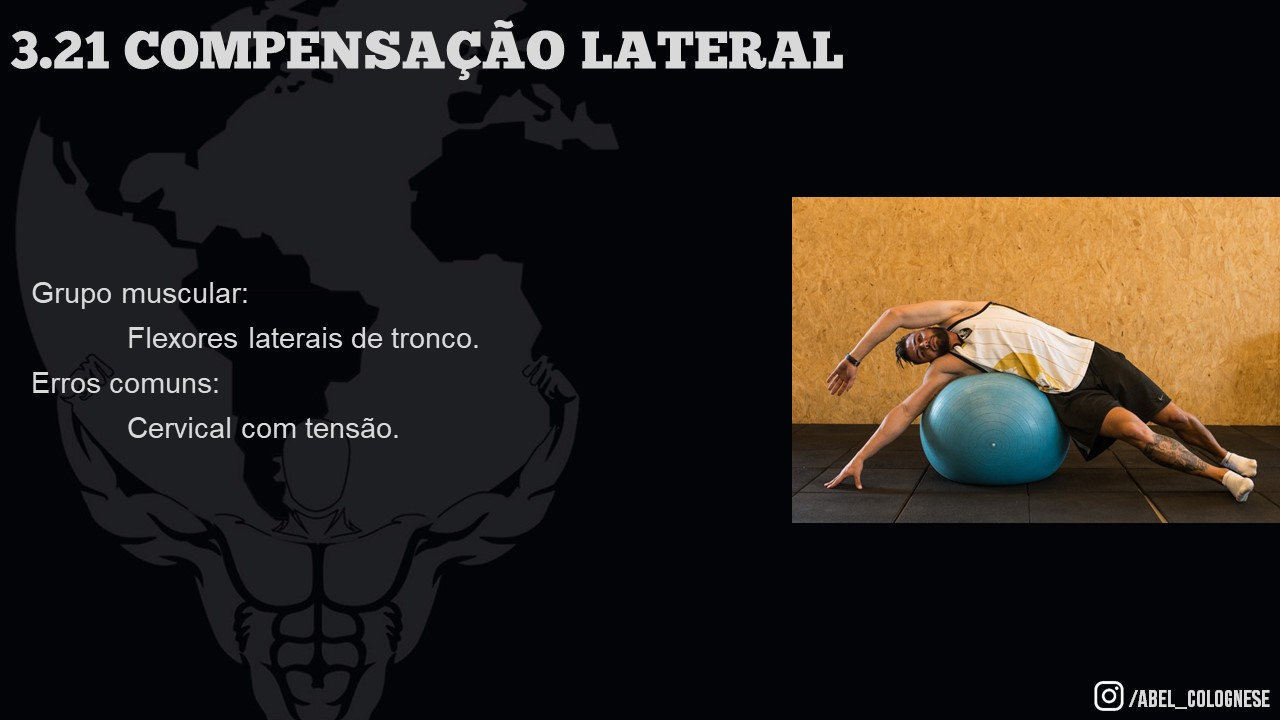 3.21 COMPENSAÇÃO LATERAL
Grupo muscular:
Flexores laterais de tronco.
Erros comuns:
Cervical com tensão.
/ABEL_COLOGNESE